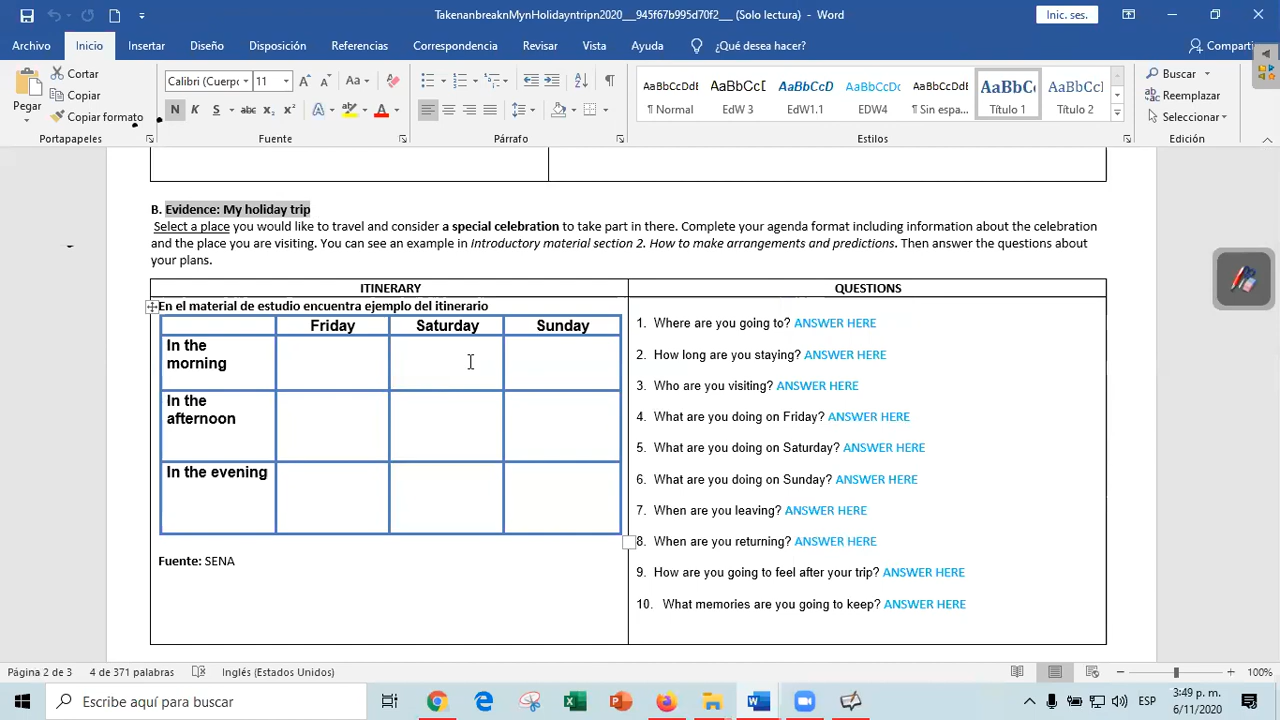 TakenanbreaknMynHolidaytripn2020__945f67b995d70f2__ (Solo lectura) - Word
Inic. ses.
Archivo Inicio Insertar Diseño Disposición Referencias Correspondencia Revisar Vista Ayuda ¿Qué desea hacer?
Pegar
Cortar
Copiar
Copiar formato
Portapapeles
Calibri (Cuerpo 11
Fuente
Párrafo
AaBbCcDdE AaBbC AaBbCcD AaBbCcDc AaBbCcDdE AaBbC AaBbCcI
¶ Normal EdW 3 EdW1.1 EDW4 ¶ Sin espa... Título 1 Título 2
Estilos
Buscar
Reemplazar
Seleccionar
Edición
B. Evidence: My holiday trip
Select a place you would like to travel and consider a special celebration to take part in there. Complete your agenda format including information about the celebration
and the place you are visiting. You can see an example in Introductory material section 2. How to make arrangements and predictions. Then answer the questions about
your plans.
ITINERARY
En el material de estudio encuentra ejemplo del itinerario
Friday Saturday Sunday
In the
morning
In the
afternoon
In the evening
Fuente: SENA
QUESTIONS
1. Where are you going to? ANSWER HERE
2. How long are you staying? ANSWER HERE
3. Who are you visiting? ANSWER HERE
4. What are you doing on Friday? ANSWER HERE
5. What are you doing on Saturday? ANSWER HERE
6. What are you doing on Sunday? ANSWER HERE
7. When are you leaving? ANSWER HERE
8. When are you returning? ANSWER HERE
9. How are you going to feel after your trip? ANSWER HERE
10. What memories are you going to keep? ANSWER HERE
Página 2 de 3 4 de 371 palabras Inglés (Estados Unidos) 100%
Escribe aquí para buscar
ESP
3:49 p. m.
6/11/2020